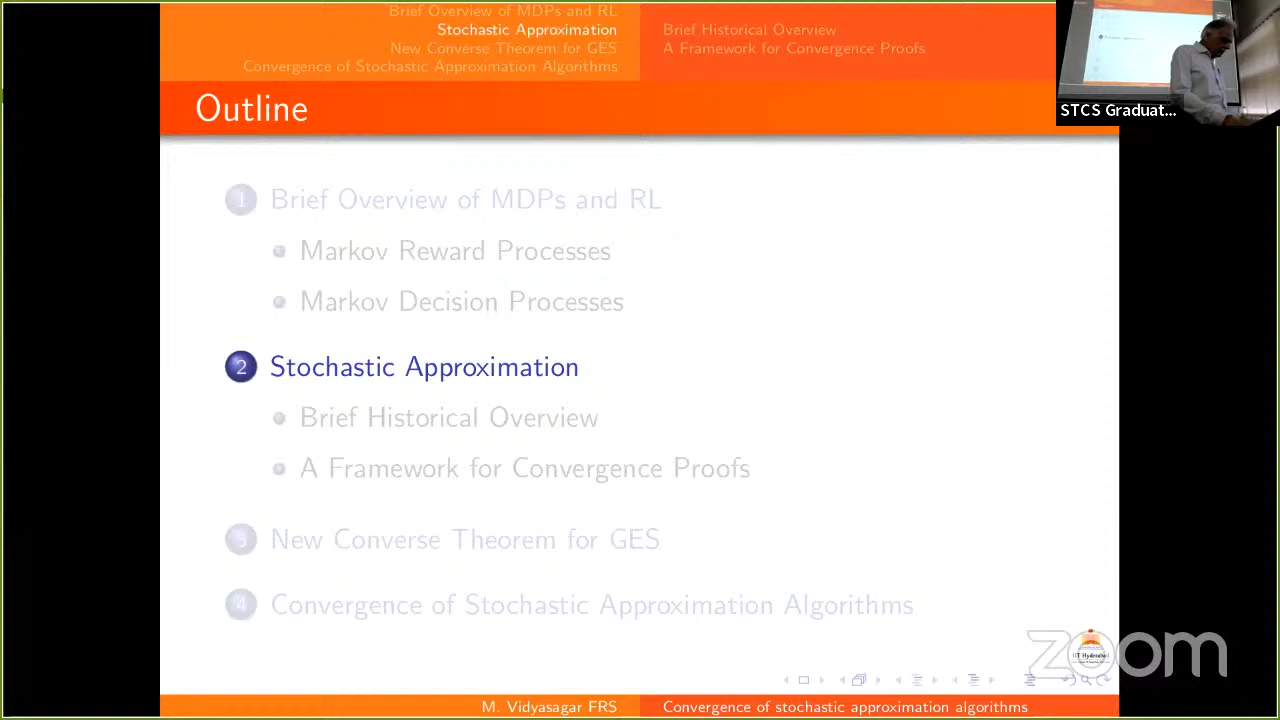 Brief Overview of MDPs and RL
Stochastic Approximation
New Converse Theorem for GES
Convergence of Stochastic Approximation Algorithms
Brief Historical Overview
A Framework for Convergence Proofs
STCS Graduat...
Outline
1 Brief Overview of MDPs and RL
Markov Reward Processes
Markov Decision Processes
2 Stochastic Approximation
Brief Historical Overview
A Framework for Convergence Proofs
3 New Converse Theorem for GES
4 Convergence of Stochastic Approximation Algorithms
zoom
IIT Hyderabad
M. Vidyasagar FRS
Convergence of stochastic approximation algorithms